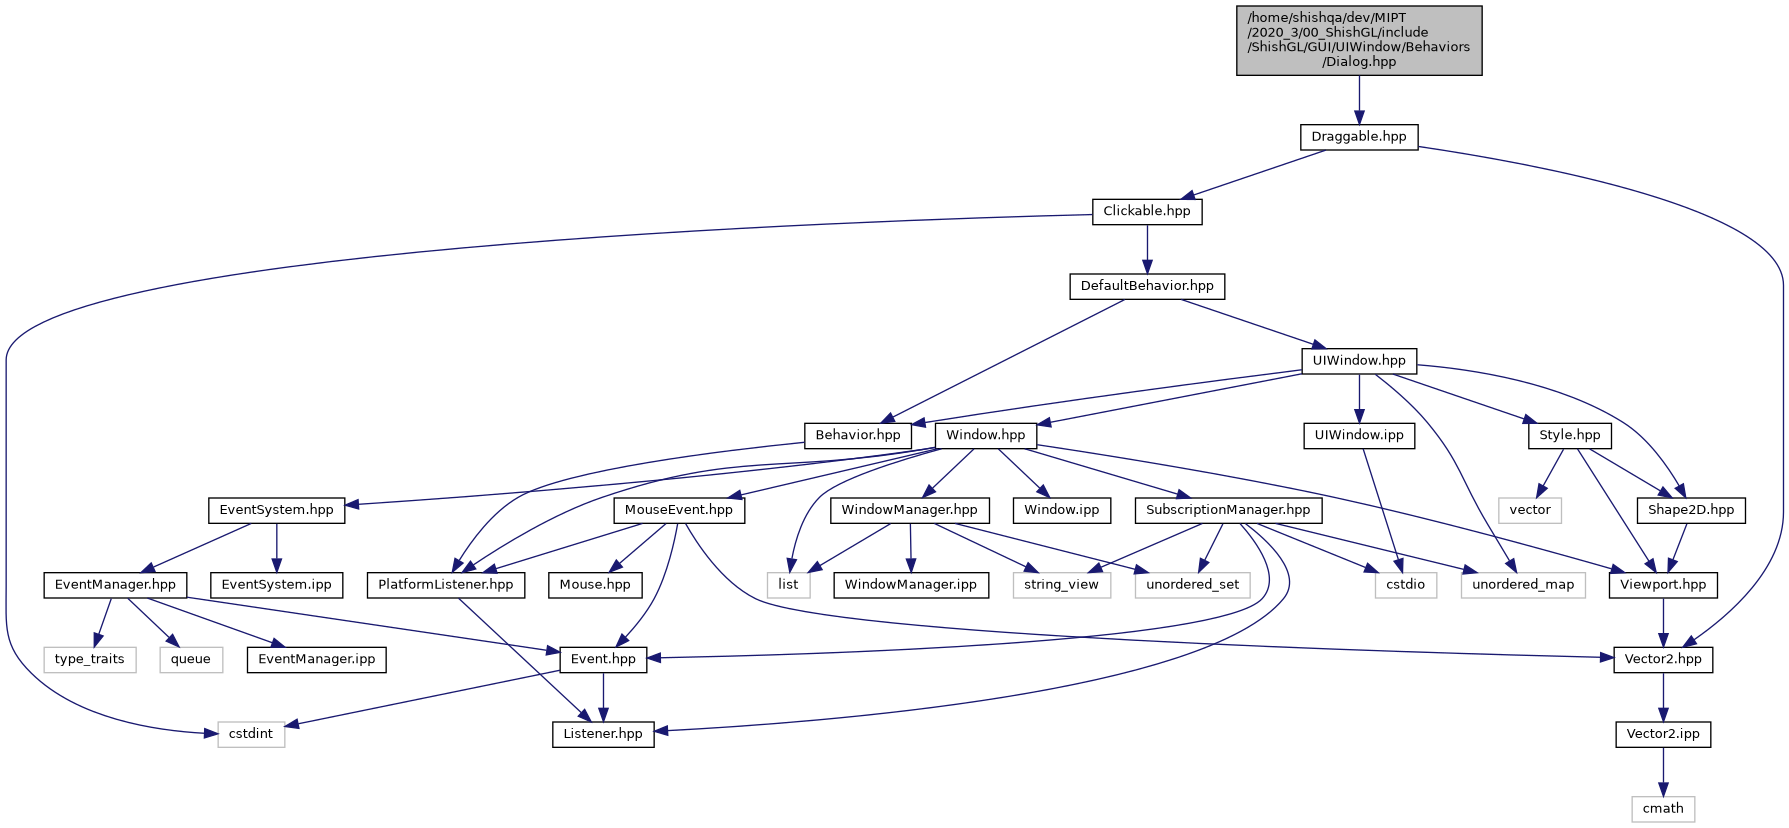 /home/shishqa/dev/MIPT
/2020_3/00_ShishGL/include
/ShishGL/GUI/UIWindow/Behaviors
/Dialog.hpp
Draggable.hpp
Clickable.hpp
DefaultBehavior.hpp
UIWindow.hpp
Behavior.hpp
Window.hpp
UIWindow.ipp
Style.hpp
EventSystem.hpp
MouseEvent.hpp
WindowManager.hpp
Window.ipp
SubscriptionManager.hpp
vector
Shape2D.hpp
EventManager.hpp
EventSystem.ipp
PlatformListener.hpp
Mouse.hpp
list
WindowManager.ipp
string_view
unordered_set
cstdio
unordered_map
Viewport.hpp
type_traits
queue
EventManager.ipp
Event.hpp
Vector2.hpp
cstdint
Listener.hpp
Vector2.ipp
cmath